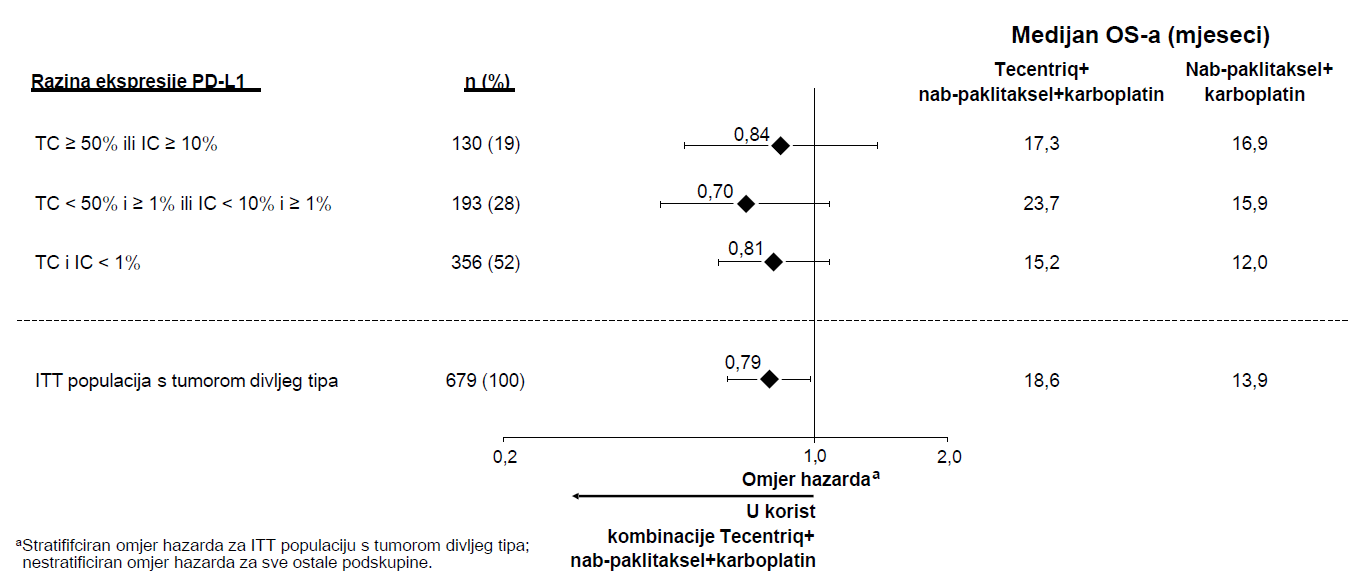 Medijan OS-a (mjeseci)
Razina ekspresije PD-L1 n (%) Tecentriq+ nab-paklitaksel+karboplatin Nab-paklitaksel+ karboplatin
TC ≥ 50% ili IC ≥ 10% 130 (19) 0,84 17,3 16,9
TC < 50% i ≥ 1% ili IC < 10% i ≥ 1% 193 (28) 0,70 23,7 15,9
TC i IC < 1% 356 (52) 0,81 15,2 12,0
ITT populacija s tumorom divljeg tipa 679 (100) 0,79 18,6 13,9
0,2 1,0 2,0
Omjer hazardaª
U korist
kombinacije Tecentriq+
nab-paklitaksel+karboplatin
ªStratififciran omjer hazarda za ITT populaciju s tumorom divljeg tipa;
nestratificiran omjer hazarda za sve ostale podskupine.